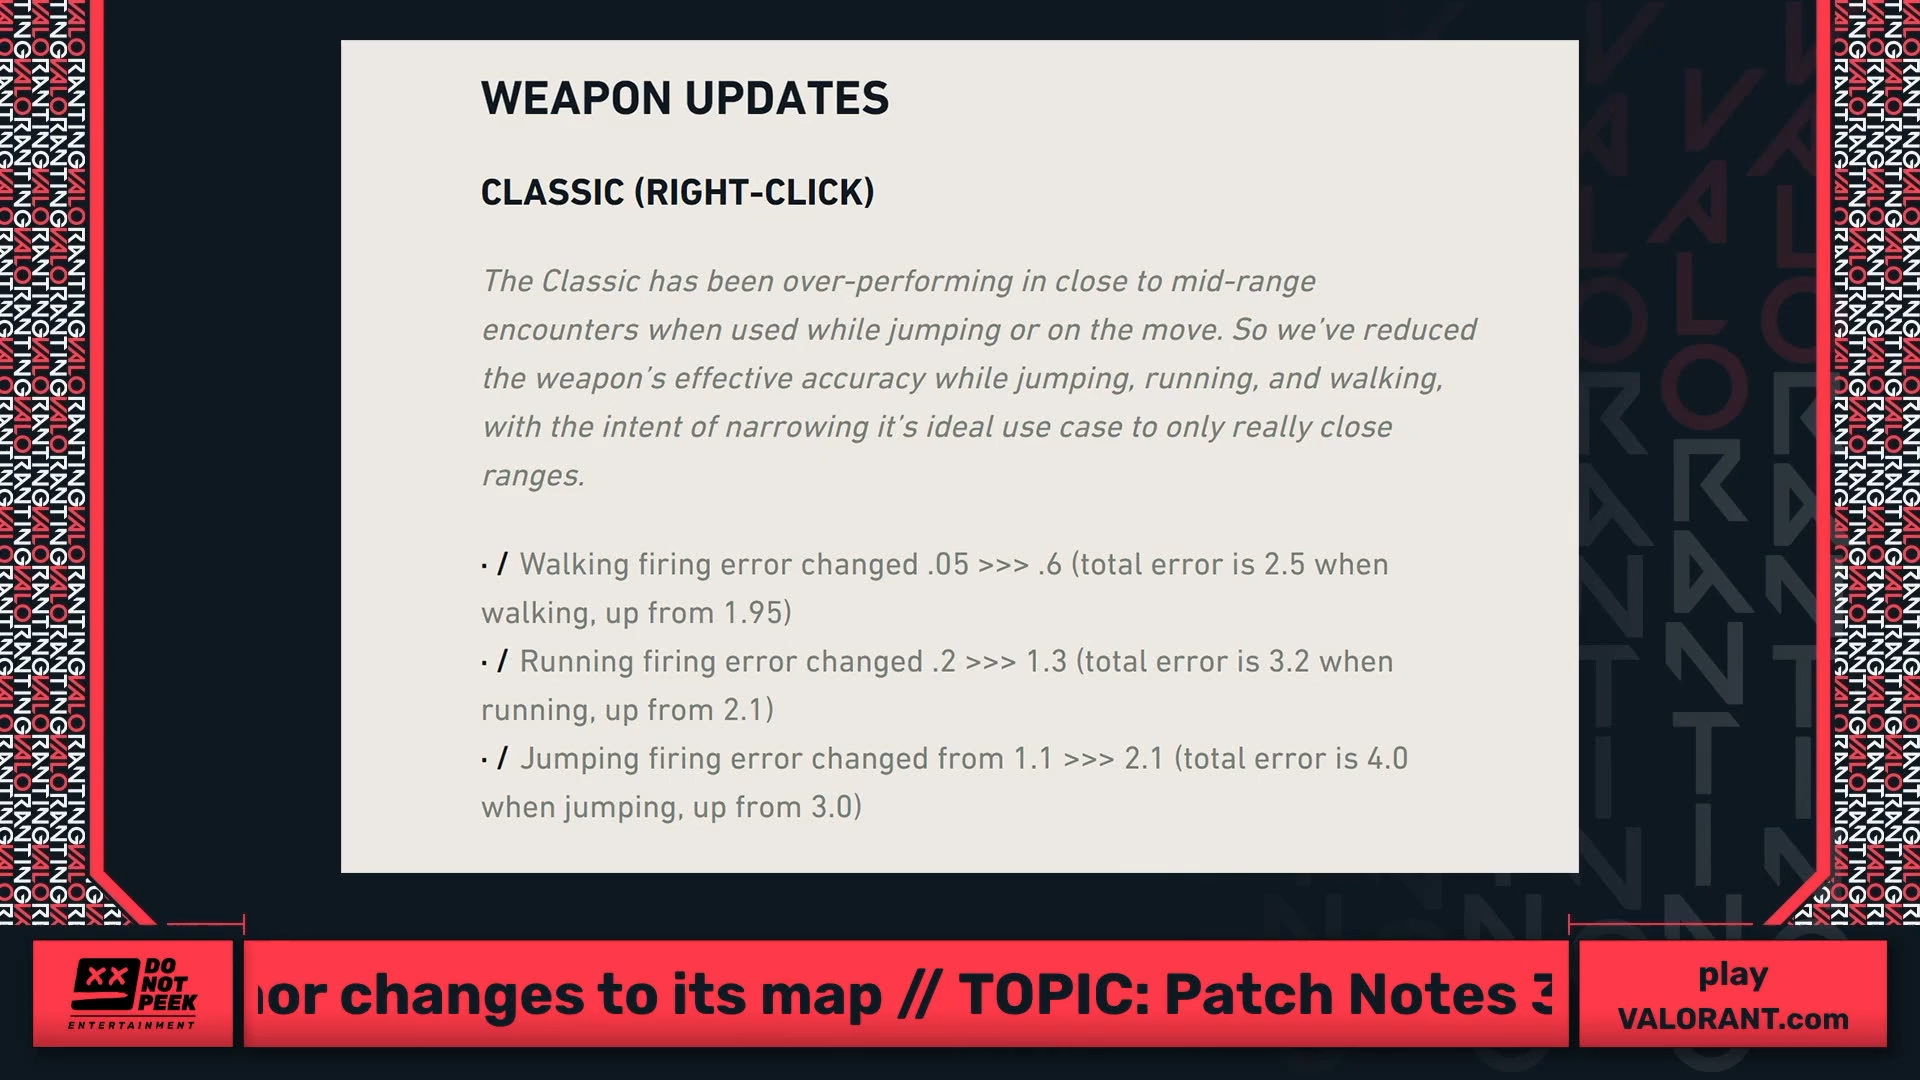 WEAPON UPDATES
CLASSIC (RIGHT-CLICK)
The Classic has been over-performing in close to mid-range
encounters when used while jumping or on the move. So we’ve reduced
the weapon’s effective accuracy while jumping, running, and walking,
with the intent of narrowing it’s ideal use case to only really close
ranges.
· / Walking firing error changed .05 >>> .6 (total error is 2.5 when
walking, up from 1.95)
· / Running firing error changed .2 >>> 1.3 (total error is 3.2 when
running, up from 2.1)
· / Jumping firing error changed from 1.1 >>> 2.1 (total error is 4.0
when jumping, up from 3.0)
DO
NOT
PEEK
ENTERTAINMENT
changes to its map // TOPIC: Patch Notes
play
VALORANT.com
VALORANTING